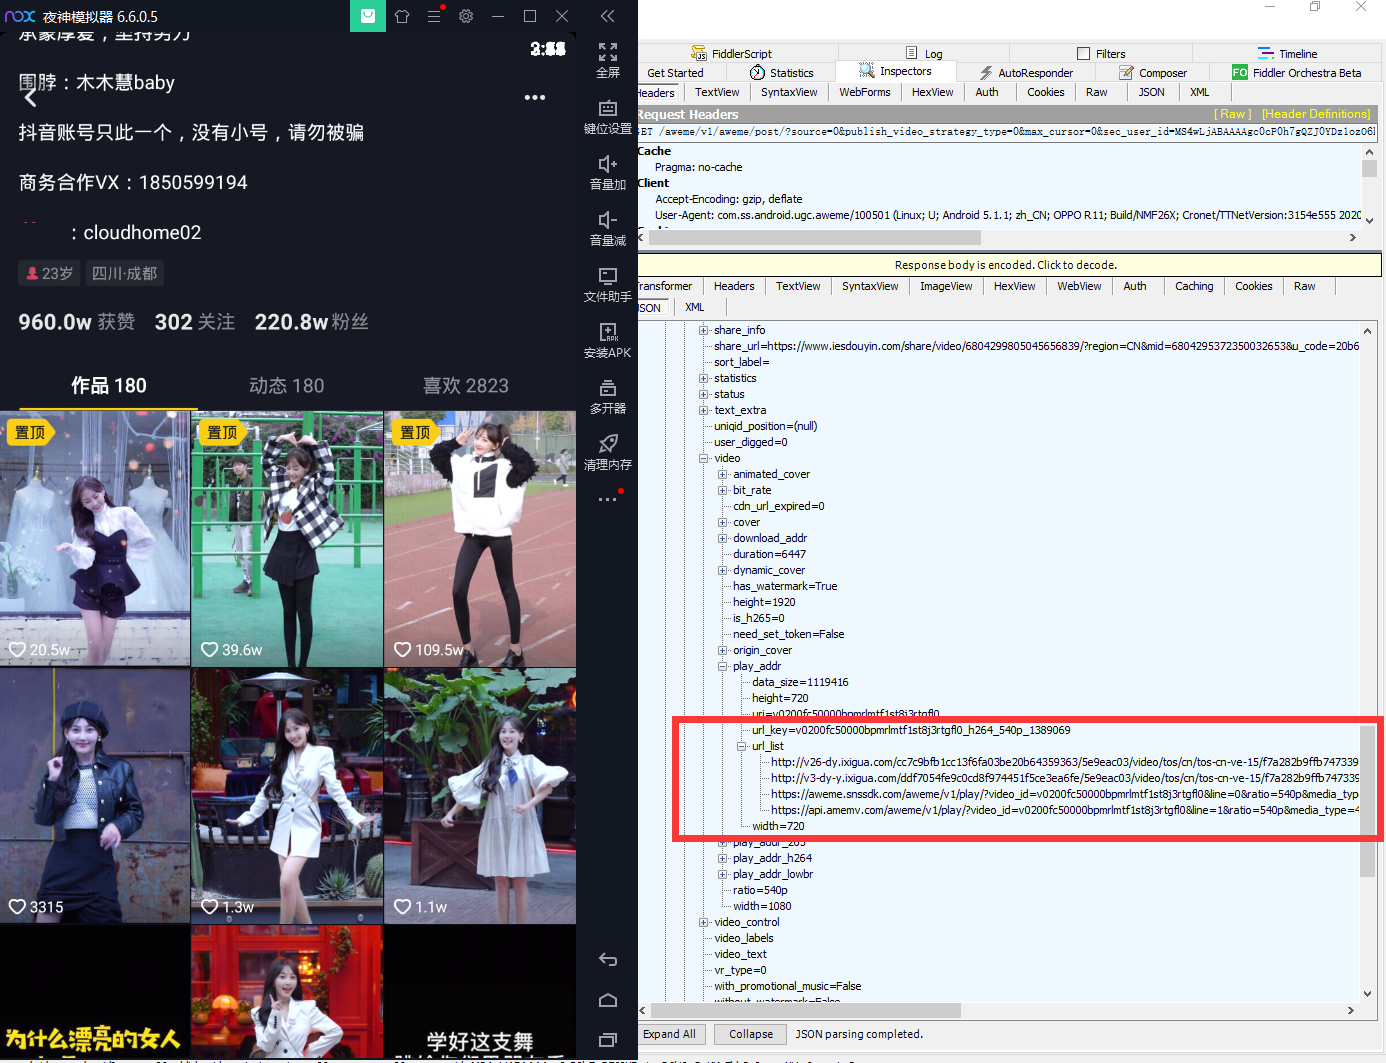 nox 夜神模拟器 6.6.0.5
承蒙厚爱，坚持努力
围脖：木木慧baby
抖音账号只此一个，没有小号，请勿被骗
商务合作VX：1850599194
：cloudhome02
23岁
四川·成都
960.0w 获赞 302 关注 220.8w 粉丝
作品 180
动态 180
喜欢 2823
置顶
置顶
置顶
20.5w
39.6w
109.5w
3315
1.3w
1.1w
为什么漂亮的女人
学好这支舞
全屏
键位设置
音量加
音量减
文件助手
安装APK
多开器
清理内存
FiddlerScript
Log
Filters
Timeline
Get Started
Statistics
Inspectors
AutoResponder
Composer
FO Fiddler Orchestra Beta
Headers
TextView
SyntaxView
WebForms
HexView
Auth
Cookies
Raw
JSON
XML
Request Headers
[ Raw ] [Header Definitions]
GET /aweme/v1/aweme/post/?source=0&publish_video_strategy_type=0&max_cursor=0&sec_user_id=
Cache
Pragma: no-cache
Client
Accept-Encoding: gzip, deflate
User-Agent: com.ss.android.ugc.aweme/100501 (Linux; U; Android 5.1.1; zh_CN; OPPO R11; Build/NMF26X; Cronet/TTNetVersion:3154e555 2020
Response body is encoded. Click to decode.
Transformer
Headers
TextView
SyntaxView
ImageView
HexView
WebView
Auth
Caching
Cookies
Raw
JSON
XML
share_info
share_url=https://www.iesdouyin.com/share/video/6804299805045656839/?region=CN&mid=6804295372350032653&u_code=20b6
sort_label=
statistics
status
text_extra
uniqid_position=(null)
user_digged=0
video
animated_cover
bit_rate
cdn_url_expired=0
cover
download_addr
duration=6447
dynamic_cover
has_watermark=True
height=1920
is_h265=0
need_set_token=False
origin_cover
play_addr
data_size=1119416
height=720
uri=v0200fc50000bpmrlmtf1st8j3rtgfl0
url_key=v0200fc50000bpmrlmtf1st8j3rtgfl0_h264_540p_1389069
url_list
http://v26-dy.ixigua.com/cc7c9bfb1cc13f6fa03be20b64359363/5e9eac03/video/tos/cn/tos-cn-ve-15/f7a282b9ffb747339
http://v3-dy-y.ixigua.com/ddf7054fe9c0cd8f974451f5ce3ea6fe/5e9eac03/video/tos/cn/tos-cn-ve-15/f7a282b9ffb747339
https://aweme.snssdk.com/aweme/v1/play/?video_id=v0200fc50000bpmrlmtf1st8j3rtgfl0&line=0&ratio=540p&media_typ
https://api.amemv.com/aweme/v1/play/?video_id=v0200fc50000bpmrlmtf1st8j3rtgfl0&line=1&ratio=540p&media_type=4
width=720
play_addr_265
play_addr_h264
play_addr_lowbr
ratio=540p
width=1080
video_control
video_labels
video_text
vr_type=0
with_promotional_music=False
without_watermark=False
Expand All
Collapse
JSON parsing completed.